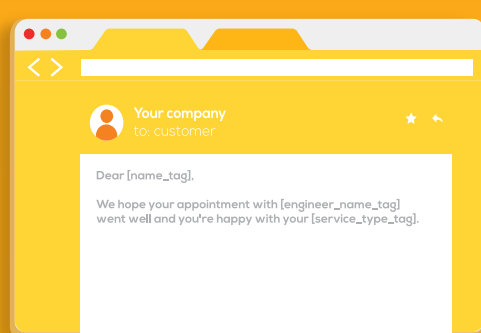 Your company
to: customer
Dear [name_tag],
We hope your appointment with [engineer_name_tag]
went well and you're happy with your [service_type_tag].